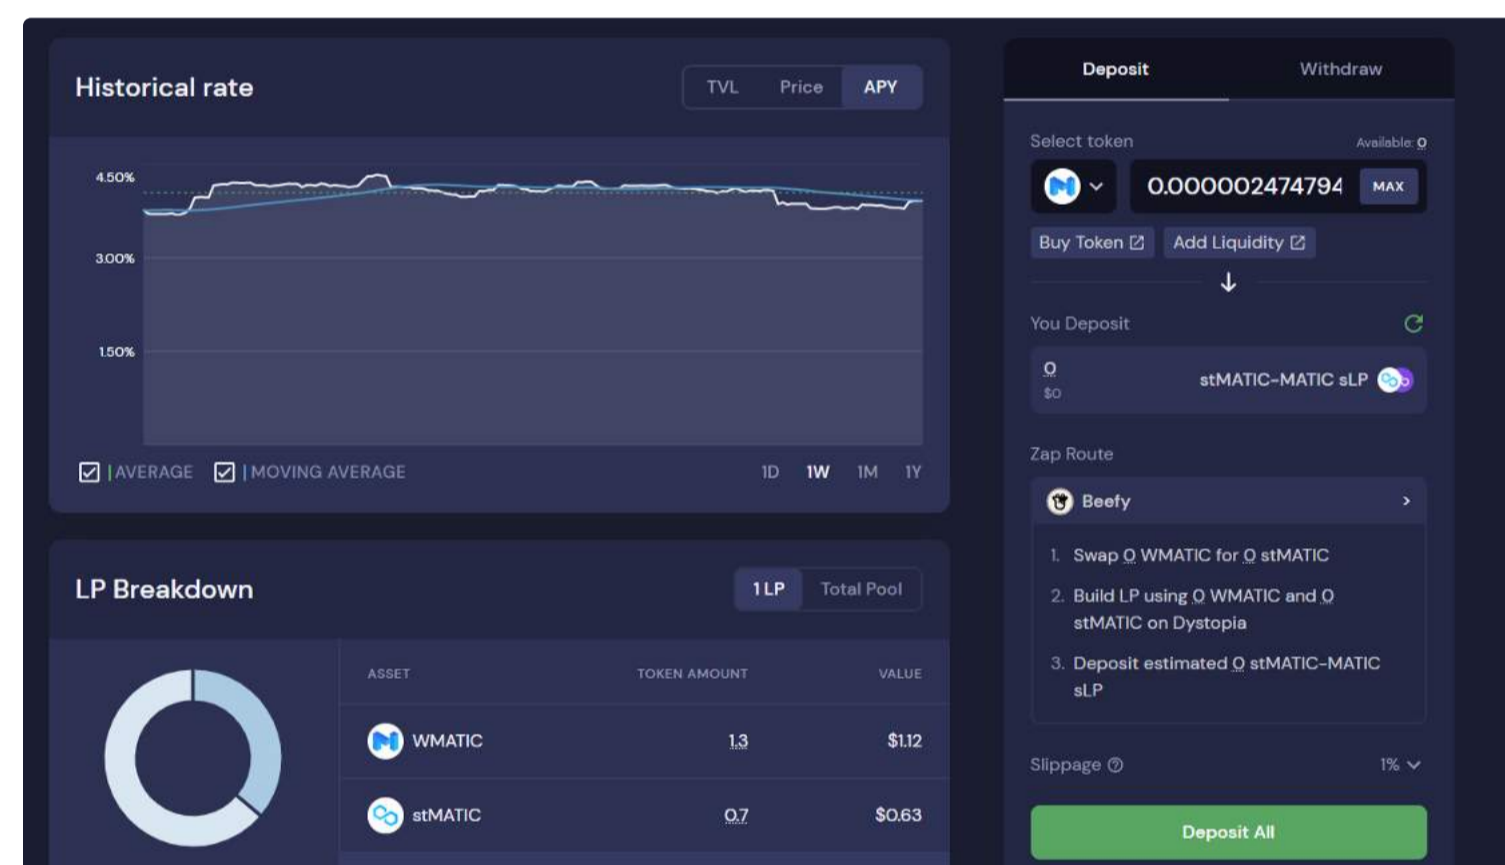 Historical rate
TVL Price APY
4.50%
3.00%
1.50%
AVERAGE MOVING AVERAGE
1D 1W 1M 1Y
LP Breakdown
1 LP Total Pool
ASSET TOKEN AMOUNT VALUE
WMATIC 1.3 $1.12
stMATIC 0.7 $0.63
Deposit Withdraw
Select token Available: 0
0.000002474794 MAX
Buy Token Add Liquidity
You Deposit
0
$0
stMATIC-MATIC sLP
Zap Route
Beefy
1. Swap 0 WMATIC for 0 stMATIC
2. Build LP using 0 WMATIC and 0
stMATIC on Dystopia
3. Deposit estimated 0 stMATIC-MATIC
sLP
Slippage 1%
Deposit All